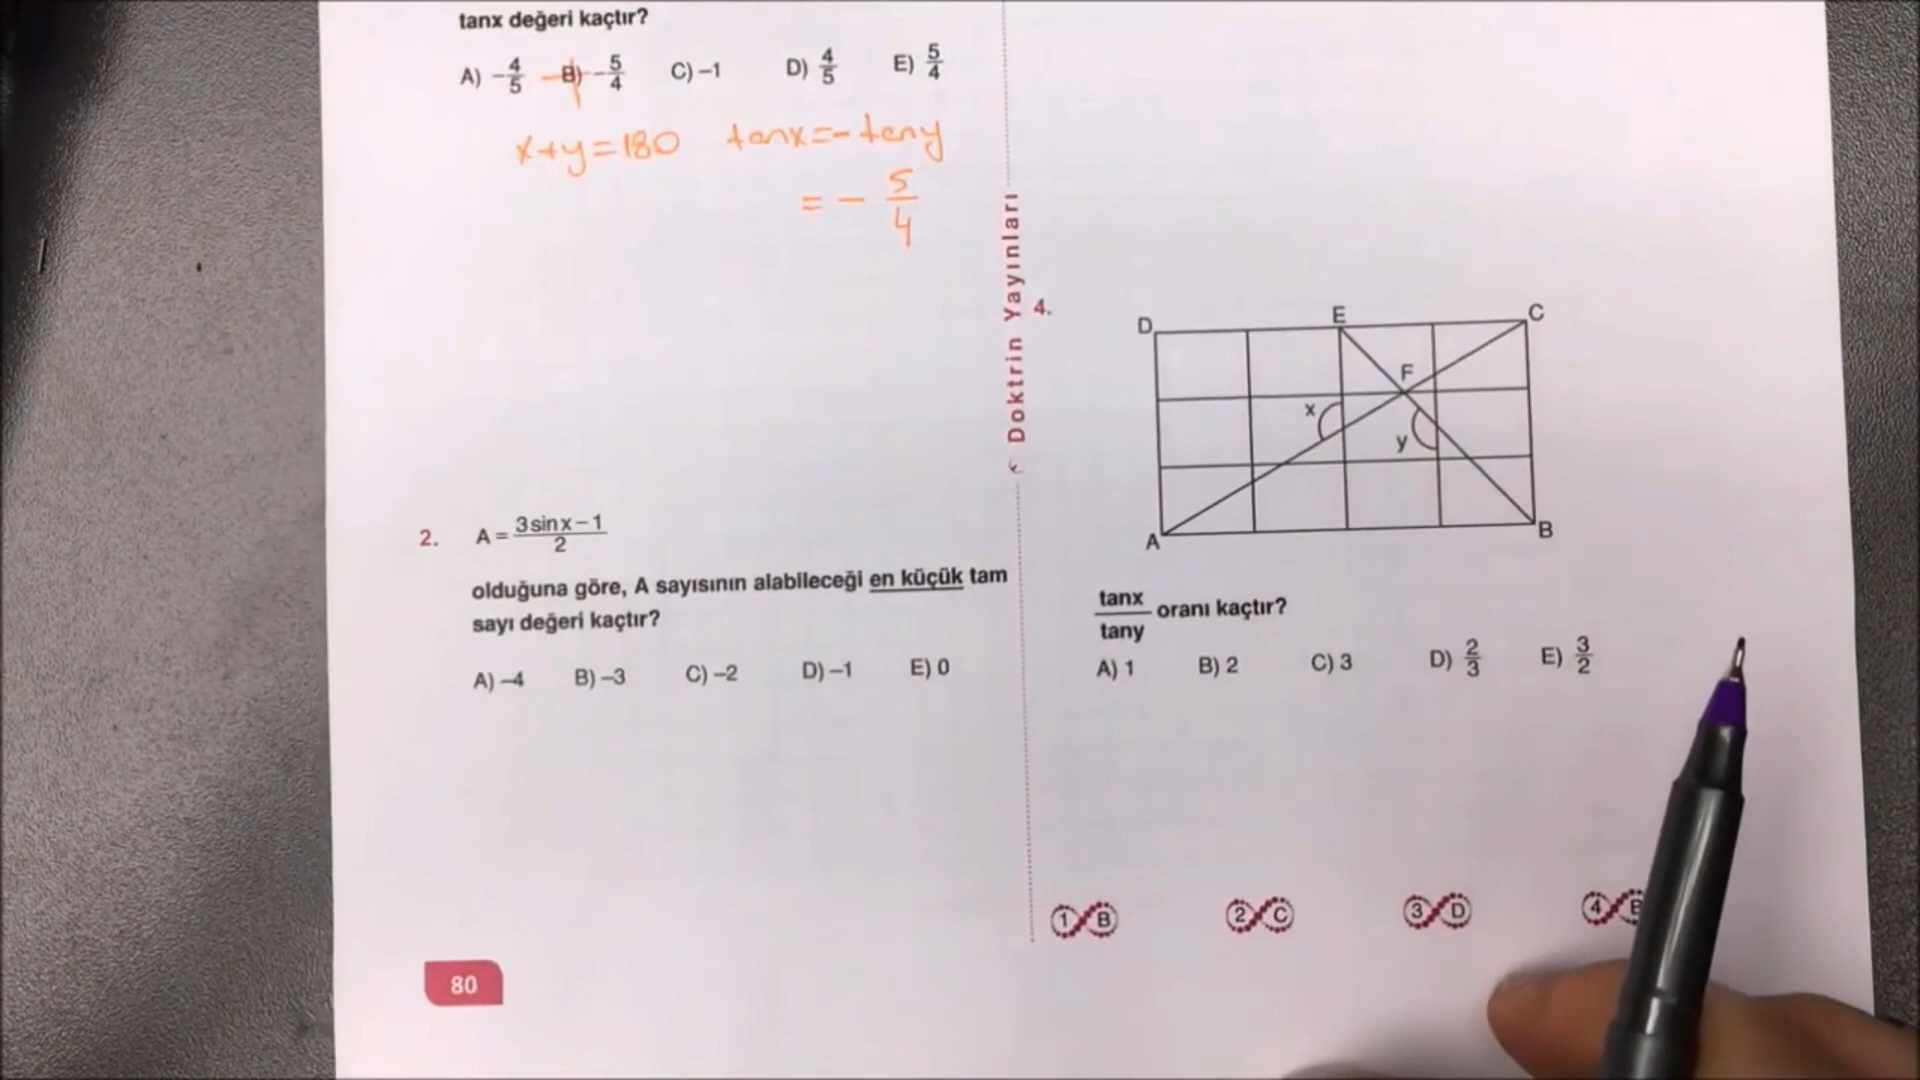 tanx değeri kaçtır?
A) -4/5 B) -5/4 C) -1 D) 4/5 E) 5/4
x+y=180 tanx=-tany
= - 5/4
Doktrin Yayınları
2. A = 3sinx-1/2
olduğuna göre, A sayısının alabileceği en küçük tam
sayı değeri kaçtır?
A) -4 B) -3 C) -2 D) -1 E) 0
4.
D E C
F
x
y
A B
tanx/tany oranı kaçtır?
A) 1 B) 2 C) 3 D) 2/3 E) 3/2
1 B 2 C 3 D 4
80